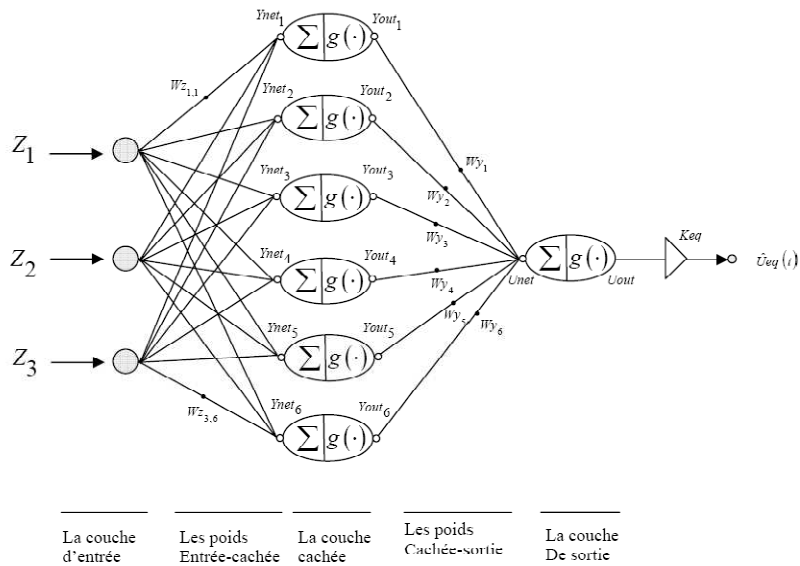 Ynet1 Σ g(·) Yout1
Wz1,1
Ynet2 Σ g(·) Yout2
Z1
Wy1
Ynet3 Σ g(·) Yout3
Wy2
Wy3
Keq
Z2
Ynet4 Σ g(·) Yout4
Wy4
Unet Σ g(·) Uout
Ûeq(t)
Wy5
Wy6
Ynet5 Σ g(·) Yout5
Z3
Wz3,6
Ynet6 Σ g(·) Yout6
La couche
d'entrée
Les poids
Entrée-cachée
La couche
cachée
Les poids
Cachée-sortie
La couche
De sortie